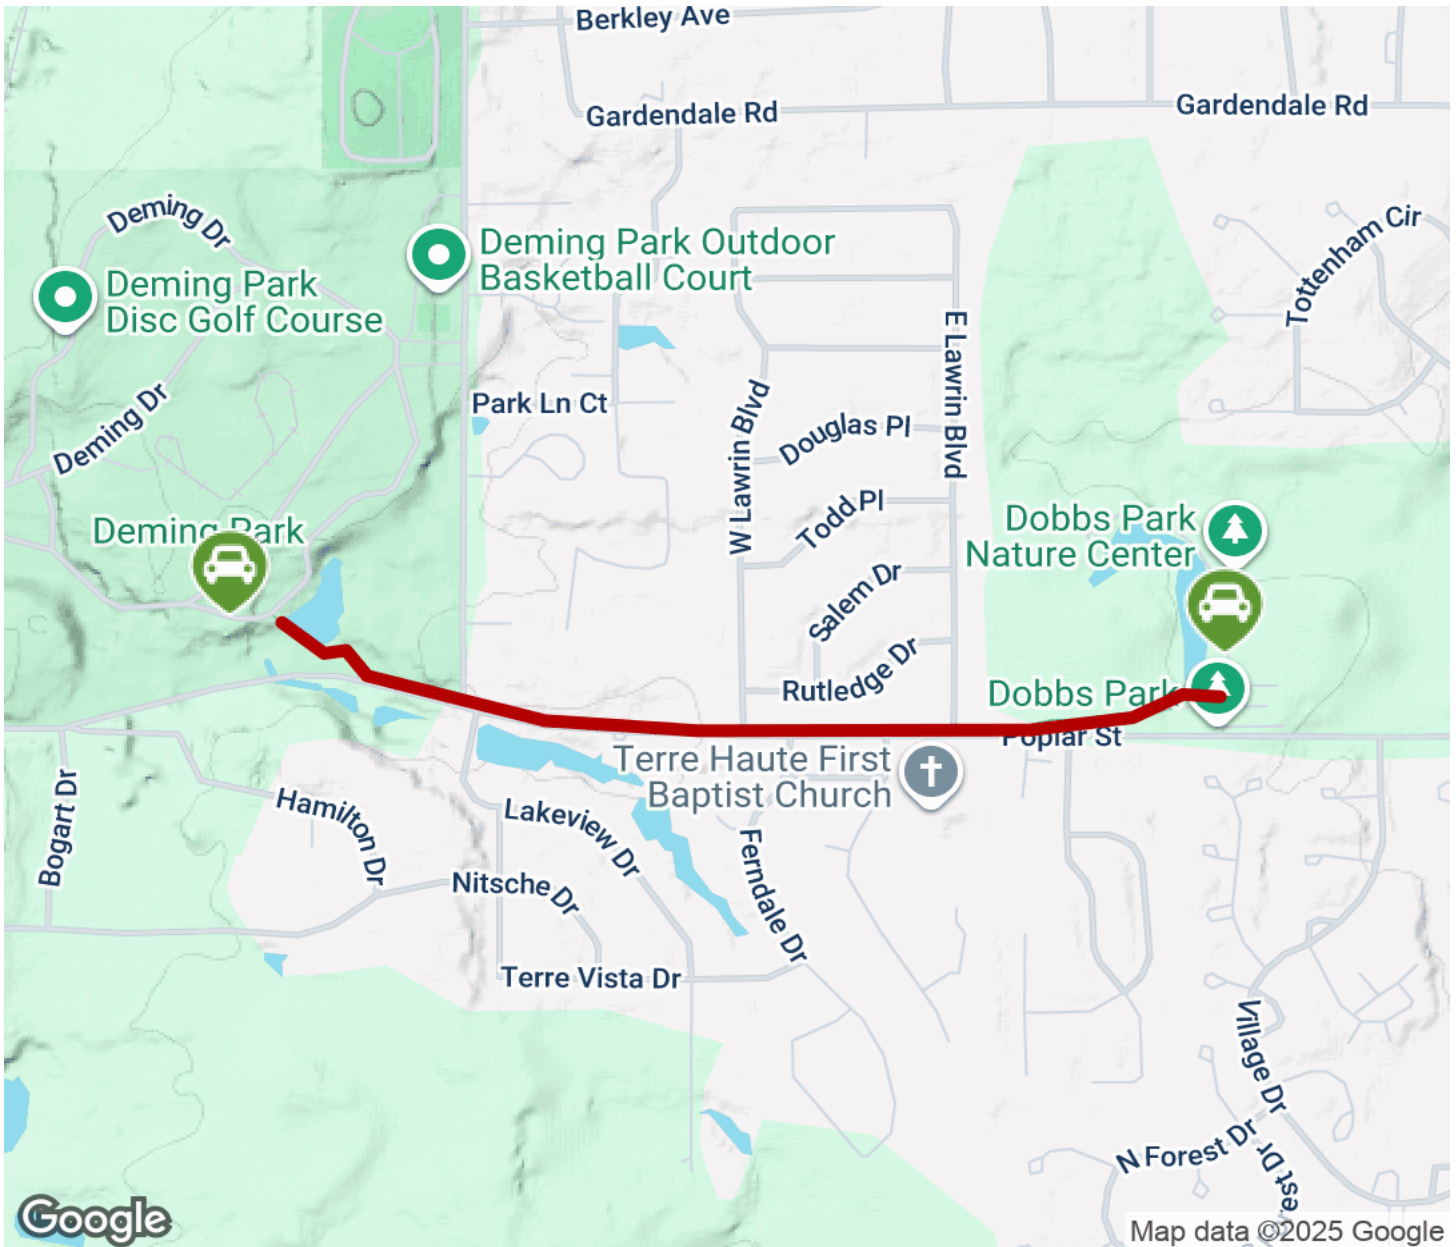 Berkley Ave
Gardendale Rd
Gardendale Rd
Deming Dr
Tottenham Cir
Deming Park Outdoor
Basketball Court
Deming Park
Disc Golf Course
E Lawrin Blvd
Park Ln Ct
W Lawrin Blvd
Deming Dr
Douglas Pl
Todd Pl
Deming Park
Dobbs Park
Nature Center
Salem Dr
Rutledge Dr
Dobbs Park
Poplar St
Terre Haute First
Baptist Church
Bogart Dr
Hamilton Dr
Lakeview Dr
Ferndale Dr
Nitsche Dr
Terre Vista Dr
Village Dr
N Forest Dr
est Dr
Google
Map data ©2025 Google